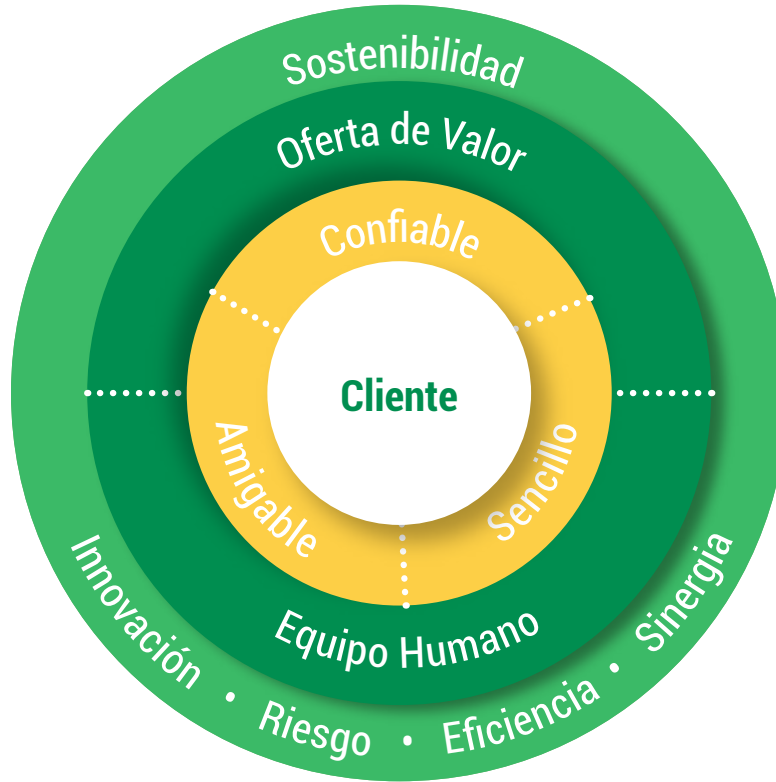 Sostenibilidad
Oferta de Valor
Confiable
Cliente
Amigable
Sencillo
Equipo Humano
Innovación • Riesgo • Eficiencia • Sinergia